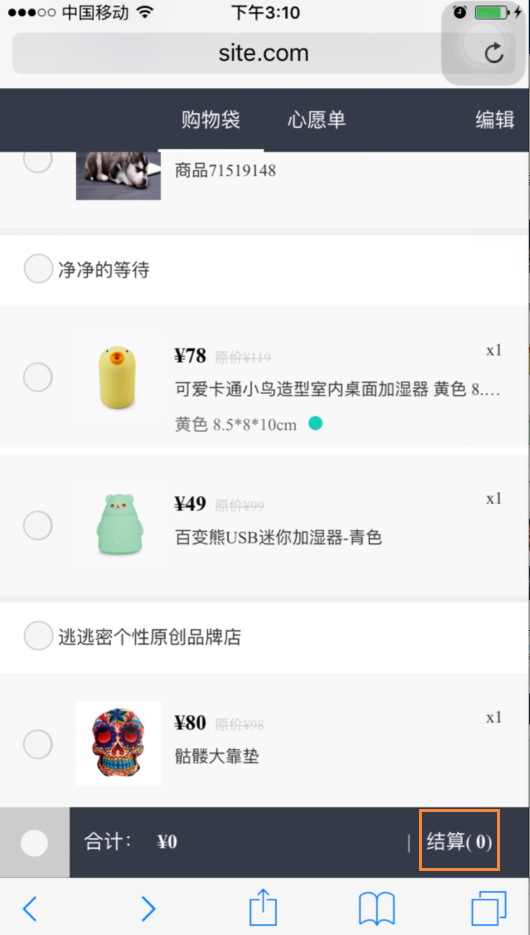 中国移动 下午3:10
site.com
购物袋 心愿单 编辑
商品71519148
净净的等待
¥78 原价¥119 x1
可爱卡通小鸟造型室内桌面加湿器 黄色 8.…
黄色 8.5*8*10cm
¥49 原价¥99 x1
百变熊USB迷你加湿器-青色
逃逃密个性原创品牌店
¥80 原价¥98 x1
骷髅大靠垫
合计： ¥0 | 结算( 0)